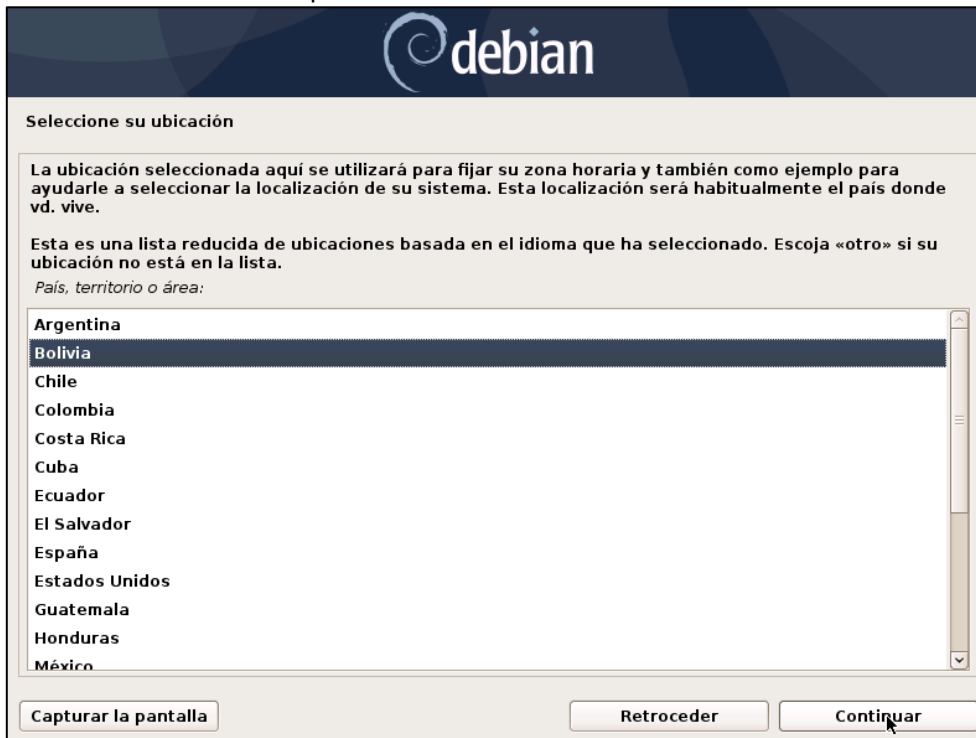 debian
Seleccione su ubicación
La ubicación seleccionada aquí se utilizará para fijar su zona horaria y también como ejemplo para
ayudarle a seleccionar la localización de su sistema. Esta localización será habitualmente el país donde
vd. vive.
Esta es una lista reducida de ubicaciones basada en el idioma que ha seleccionado. Escoja «otro» si su
ubicación no está en la lista.
País, territorio o área:
Argentina
Bolivia
Chile
Colombia
Costa Rica
Cuba
Ecuador
El Salvador
España
Estados Unidos
Guatemala
Honduras
México
Capturar la pantalla
Retroceder
Continuar